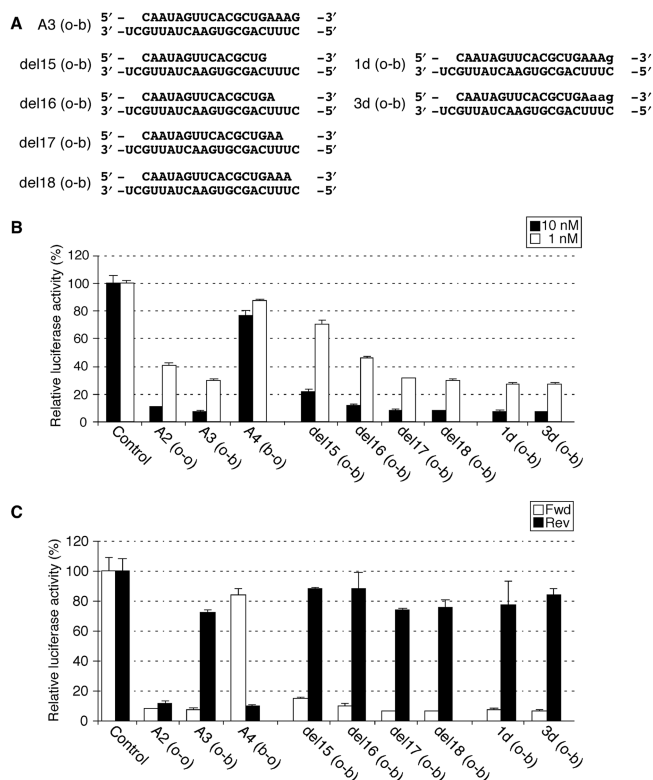 A
A3 (o-b) 5′ – CAAUAGUUCACGCUGAAAG –3′
3′ –UCGUUAUCAAGUGCGACUUUC –5′
del15 (o-b) 5′ – CAAUAGUUCACGCUG –3′
3′ –UCGUUAUCAAGUGCGACUUUC –5′
del16 (o-b) 5′ – CAAUAGUUCACGCUGA –3′
3′ –UCGUUAUCAAGUGCGACUUUC –5′
del17 (o-b) 5′ – CAAUAGUUCACGCUGAA –3′
3′ –UCGUUAUCAAGUGCGACUUUC –5′
del18 (o-b) 5′ – CAAUAGUUCACGCUGAAA –3′
3′ –UCGUUAUCAAGUGCGACUUUC –5′
1d (o-b) 5′ – CAAUAGUUCACGCUGAAAg –3′
3′ –UCGUUAUCAAGUGCGACUUUC –5′
3d (o-b) 5′ – CAAUAGUUCACGCUGAaag –3′
3′ –UCGUUAUCAAGUGCGACUUUC –5′
B
10 nM
1 nM
Relative luciferase activity (%)
120
100
80
60
40
20
0
Control
A2 (o-o)
A3 (o-b)
A4 (b-o)
del15 (o-b)
del16 (o-b)
del17 (o-b)
del18 (o-b)
1d (o-b)
3d (o-b)
C
Fwd
Rev
Relative luciferase activity (%)
120
100
80
60
40
20
0
Control
A2 (o-o)
A3 (o-b)
A4 (b-o)
del15 (o-b)
del16 (o-b)
del17 (o-b)
del18 (o-b)
1d (o-b)
3d (o-b)